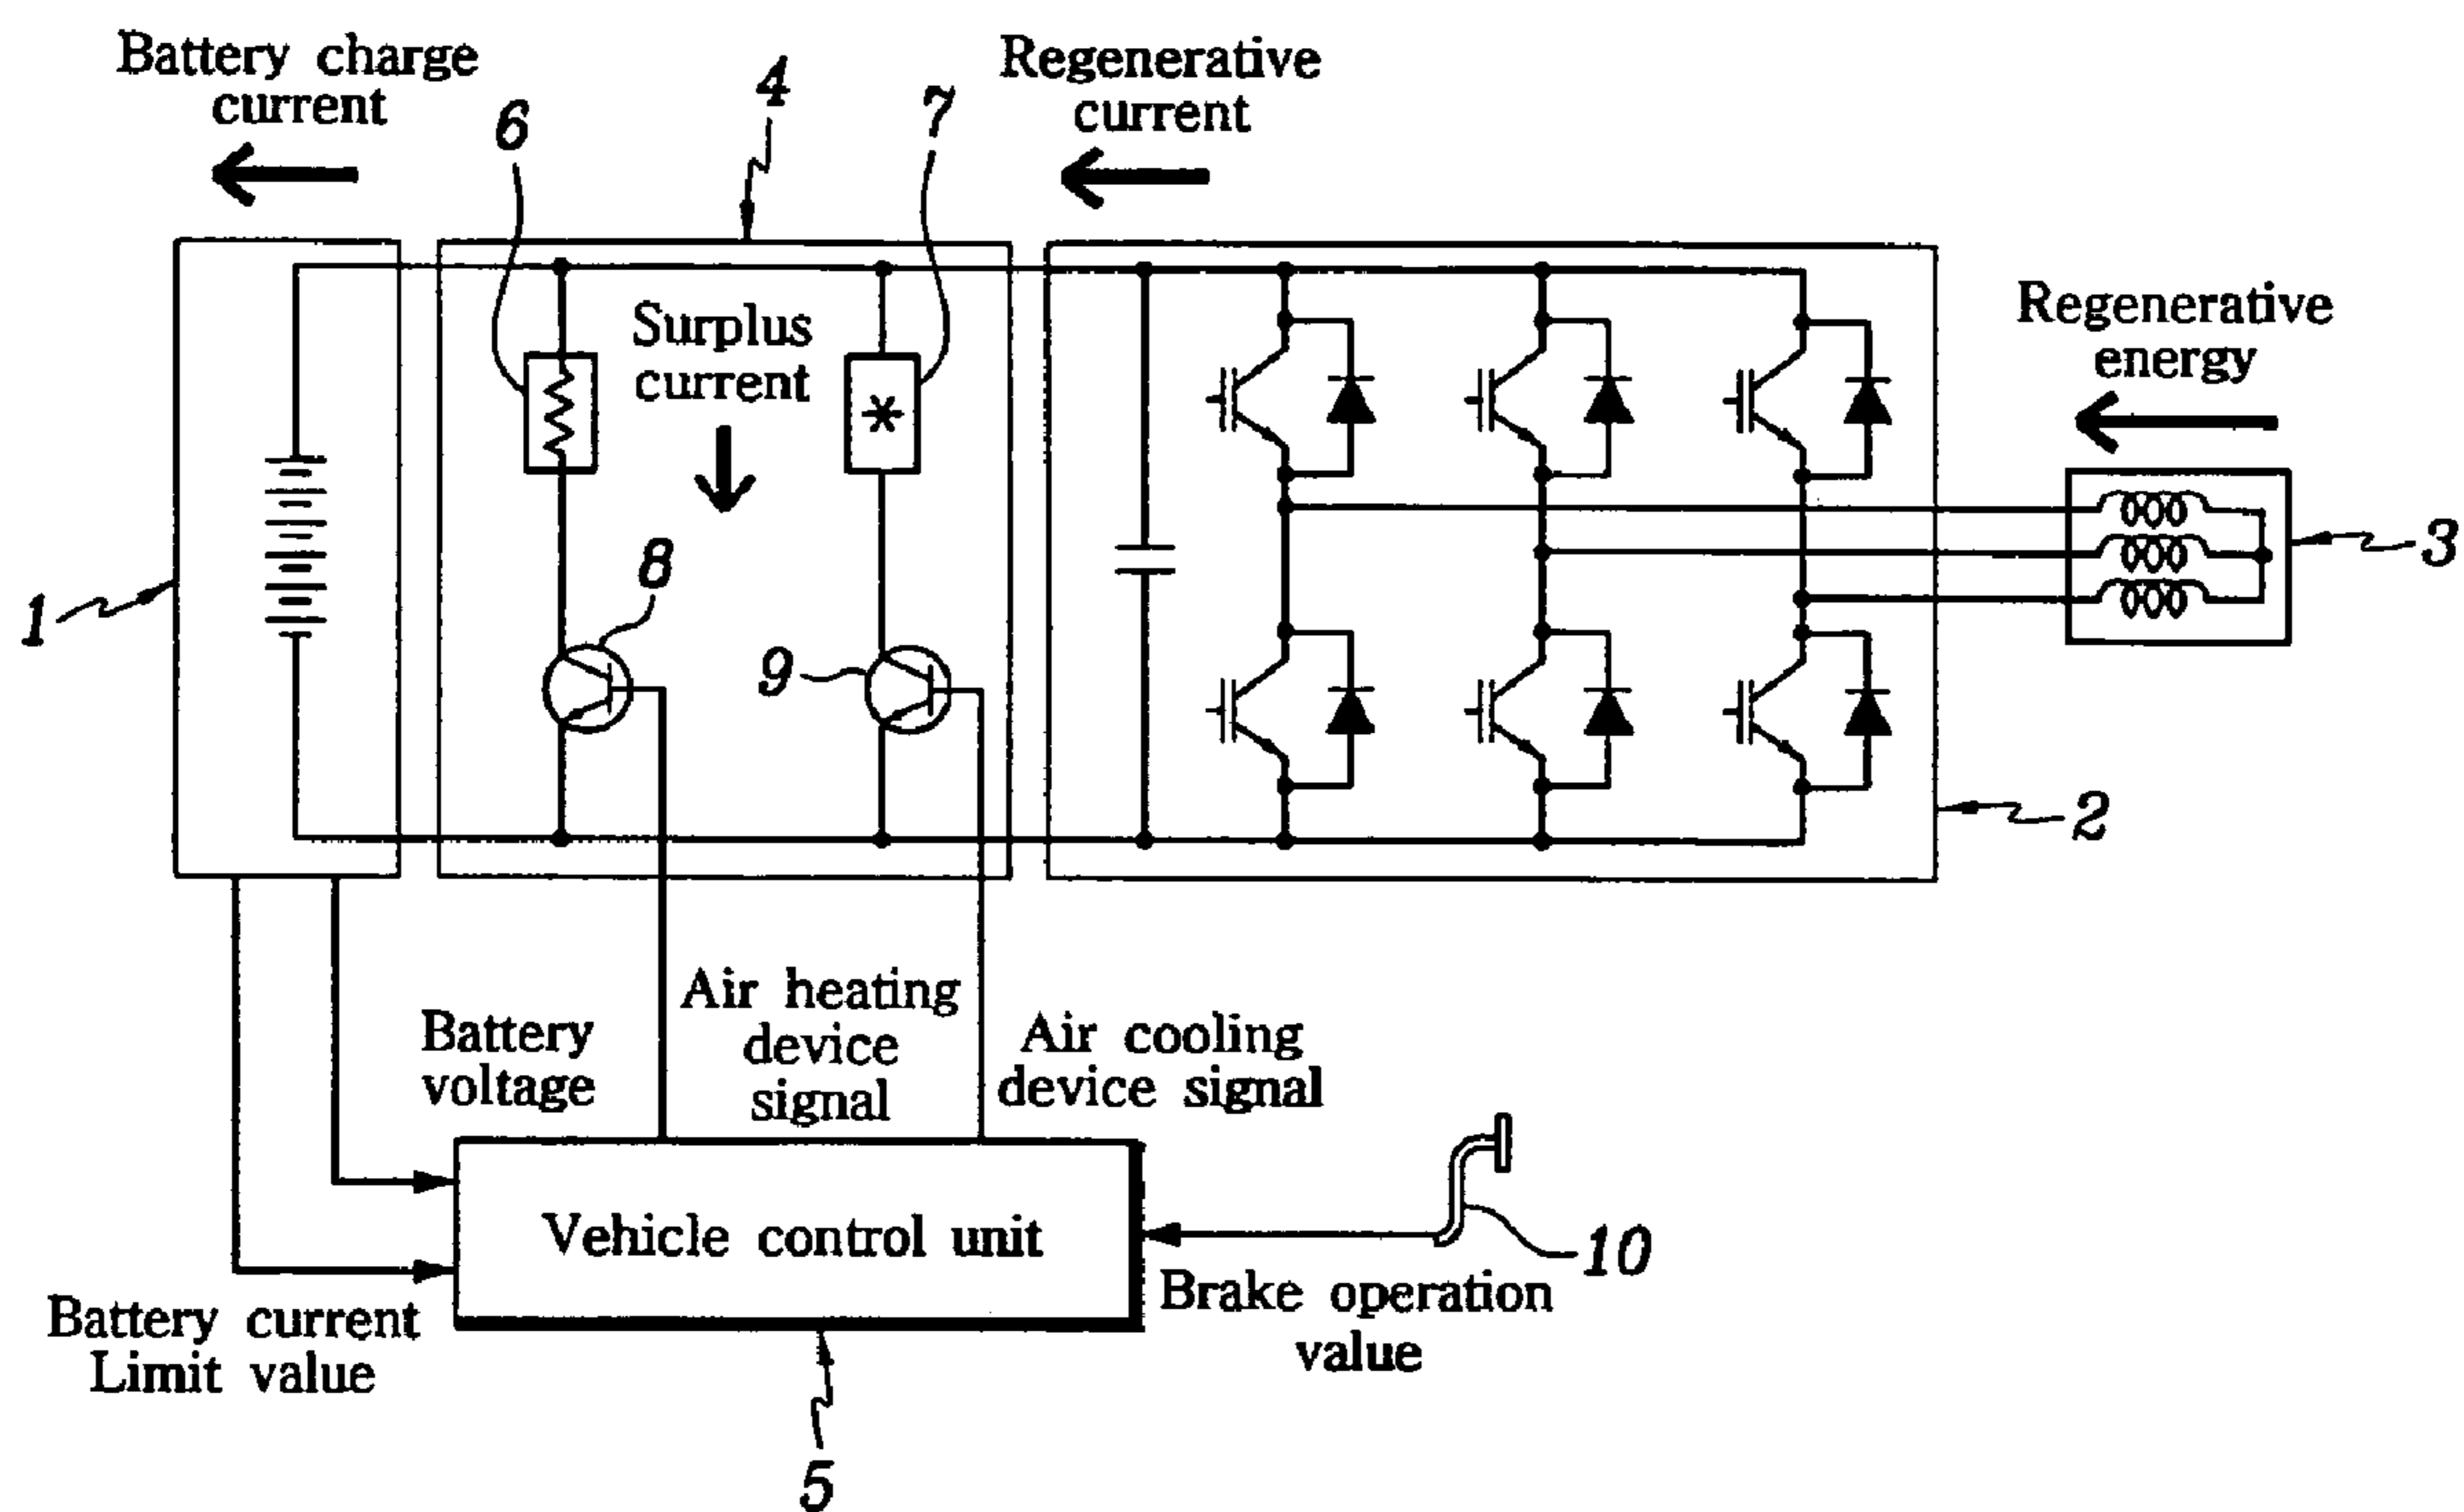 Battery charge
current
6
4
7
Regenerative
current
Surplus
current
Regenerative
energy
*
3
8
1
9
2
Air heating
device
signal
Battery
voltage
Air cooling
device signal
Vehicle control unit
10
Brake operation
value
Battery current
Limit value
5